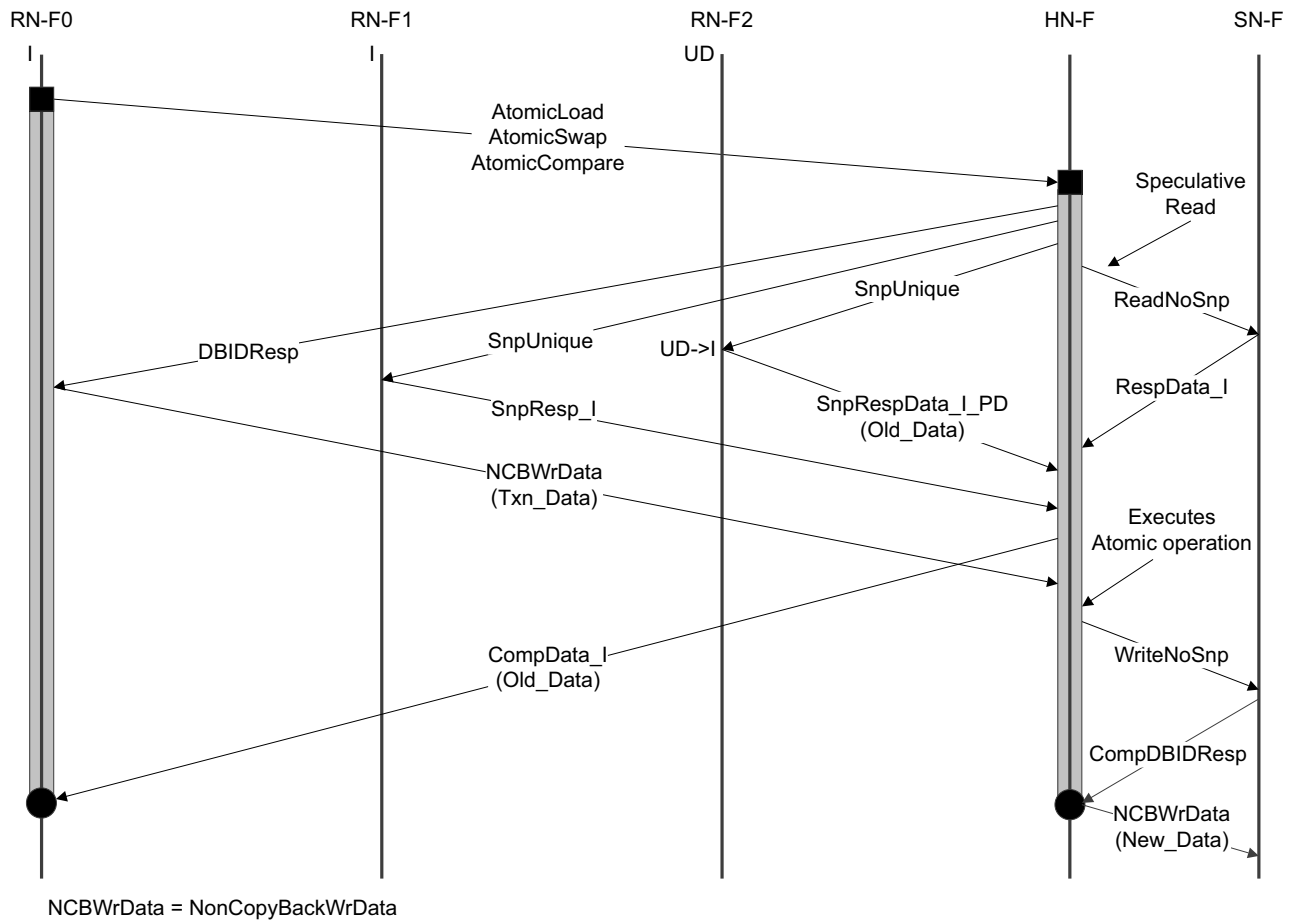 RN-F0
RN-F1
RN-F2
HN-F
SN-F
I
I
UD
AtomicLoad
AtomicSwap
AtomicCompare
Speculative
Read
SnpUnique
ReadNoSnp
DBIDResp
SnpUnique
UD->I
SnpResp_I
SnpRespData_I_PD
(Old_Data)
RespData_I
NCBWrData
(Txn_Data)
Executes
Atomic operation
CompData_I
(Old_Data)
WriteNoSnp
CompDBIDResp
NCBWrData
(New_Data)
NCBWrData = NonCopyBackWrData